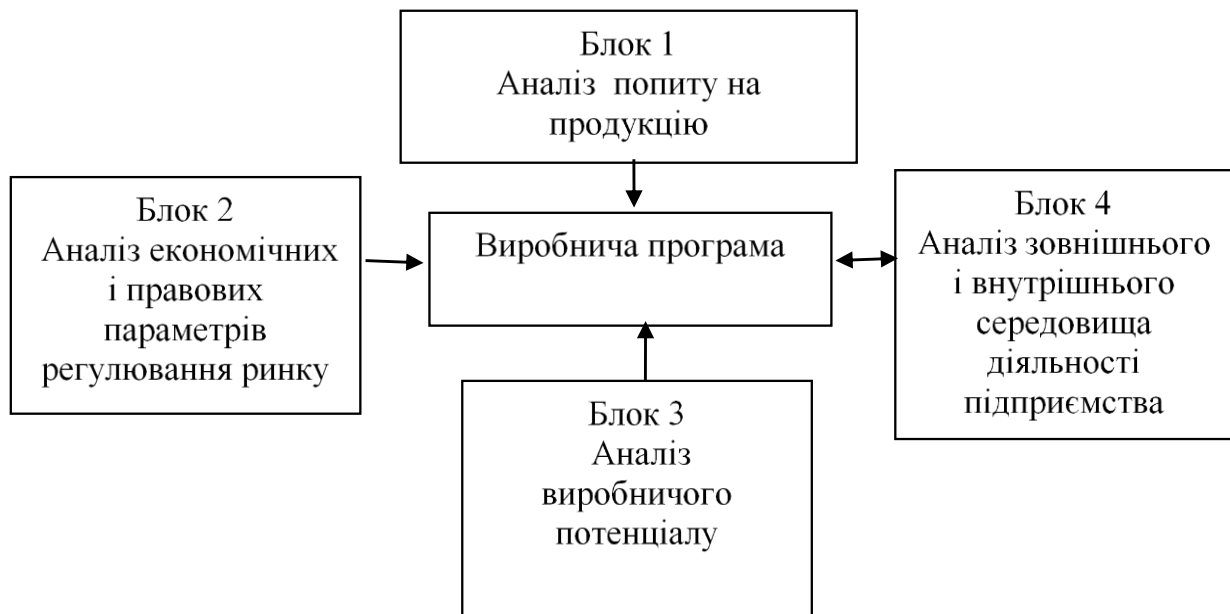 Блок 1
Аналіз попиту на
продукцію
Блок 2
Аналіз економічних
і правових
параметрів
регулювання ринку
Виробнича програма
Блок 4
Аналіз зовнішнього
і внутрішнього
середовища
діяльності
підприємства
Блок 3
Аналіз
виробничого
потенціалу